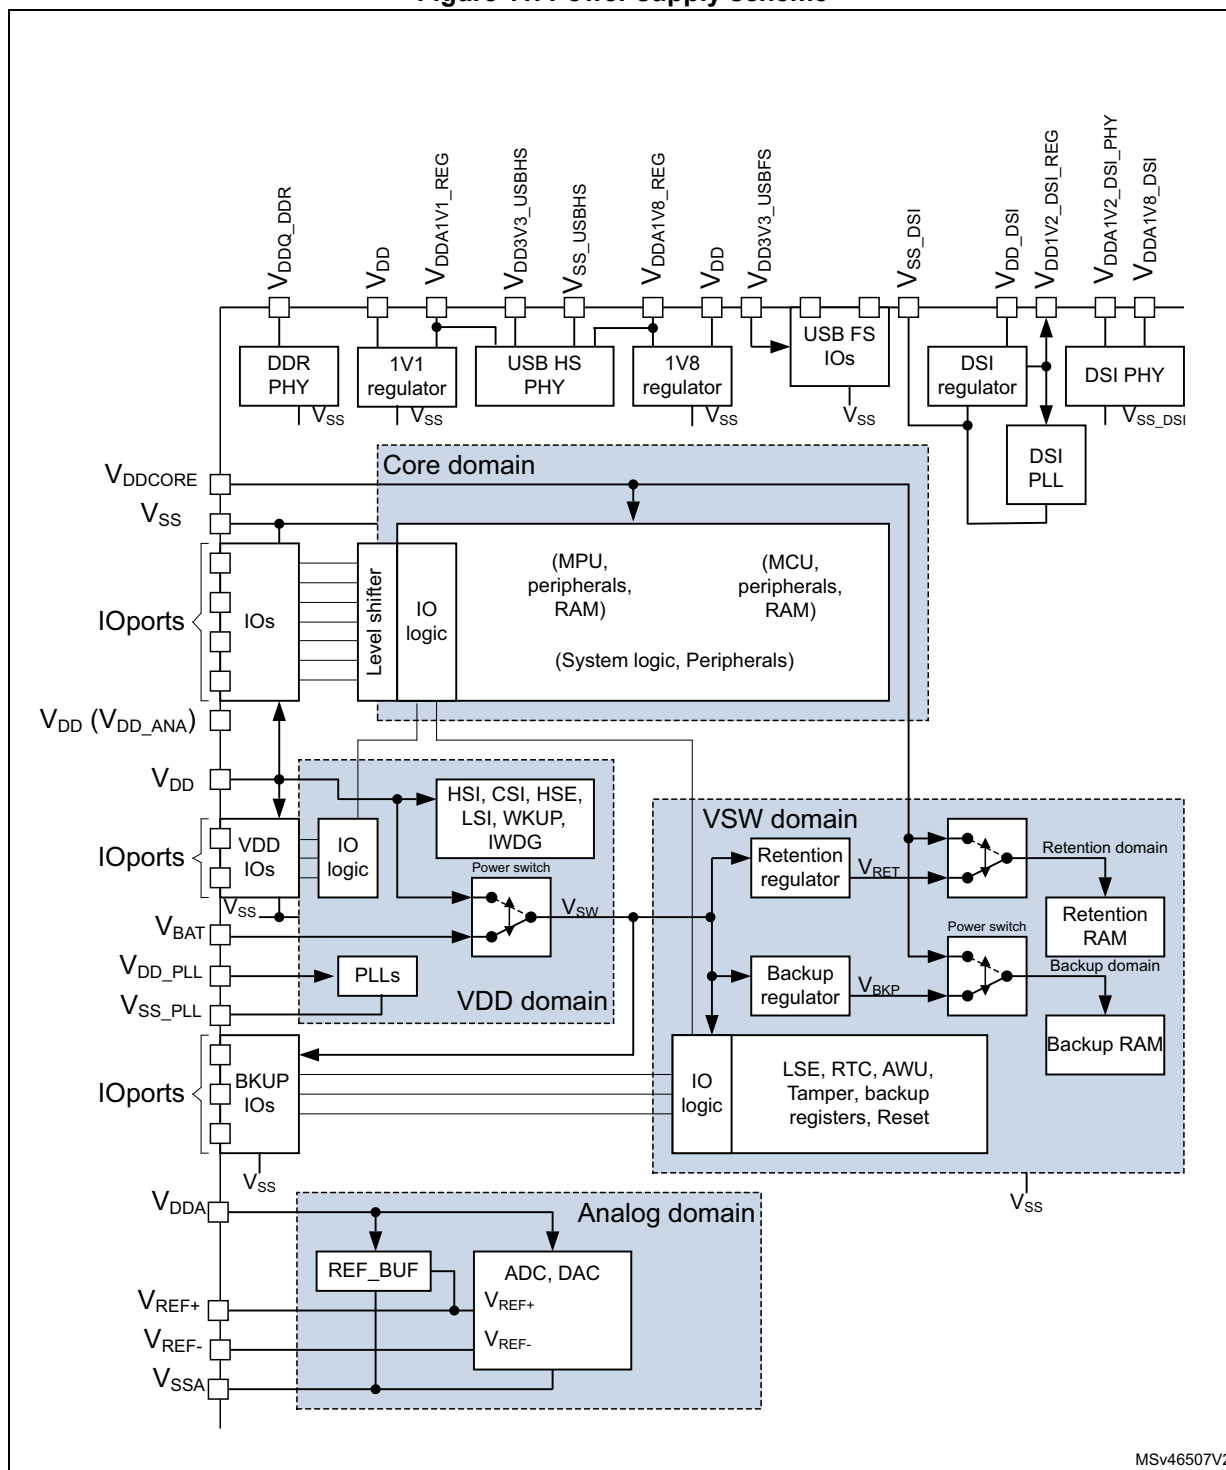 VDDQ_DDR
VDD
VDDA1V1_REG
VDD3V3_USBHS
VSS_USBHS
VDDA1V8_REG
VDD
VDD3V3_USBFS
VSS_DSI
VDD_DSI
VDD1V2_DSI_REG
VDDA1V2_DSI_PHY
VDDA1V8_DSI
DDR
PHY
1V1
regulator
USB HS
PHY
1V8
regulator
USB FS
IOs
DSI
regulator
DSI PHY
VSS
VSS
VSS
VSS
VSS_DSI
DSI
PLL
VDDCORE
Core domain
VSS
IOports
IOs
Level shifter
IO
logic
(MPU,
peripherals,
RAM)
(MCU,
peripherals,
RAM)
(System logic, Peripherals)
VDD (VDD_ANA)
VDD
HSI, CSI, HSE,
LSI, WKUP,
IWDG
IOports
VDD
IOs
IO
logic
Power switch
VSS
VSW
VBAT
VDD_PLL
PLLs
VSS_PLL
VDD domain
VSW domain
Retention
regulator
VRET
Retention domain
Retention
RAM
Power switch
Backup
regulator
VBKP
Backup domain
Backup RAM
IOports
BKUP
IOs
IO
logic
LSE, RTC, AWU,
Tamper, backup
registers, Reset
VSS
VSS
VDDA
Analog domain
REF_BUF
ADC, DAC
VREF+
VREF+
VREF-
VREF-
VSSA
MSv46507V2